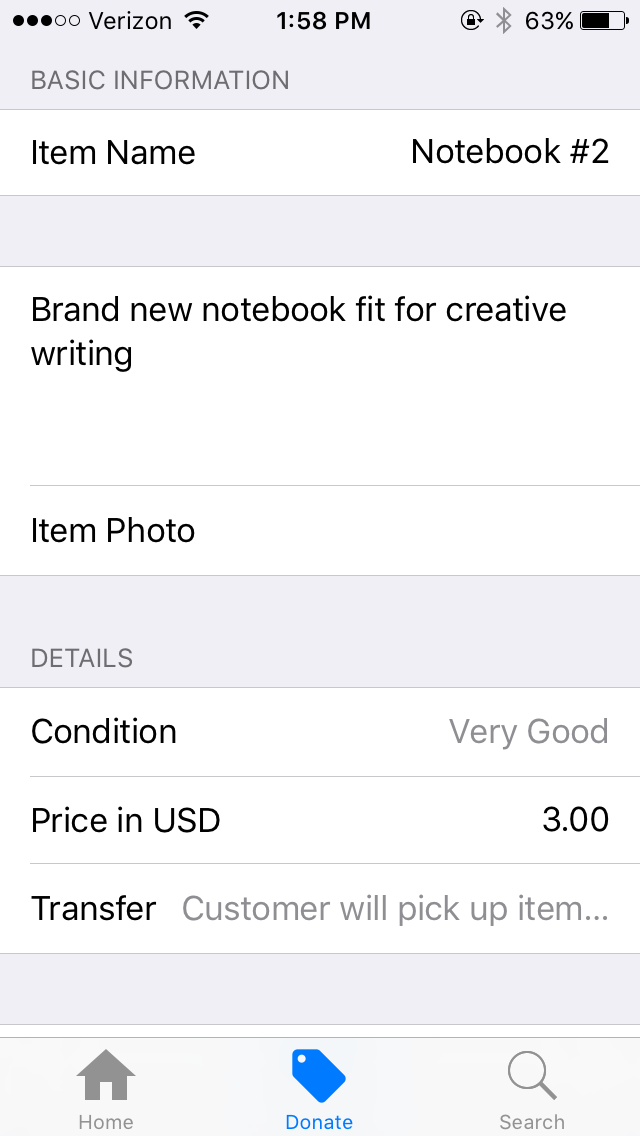 Verizon 1:58 PM 63%
BASIC INFORMATION
Item Name Notebook #2
Brand new notebook fit for creative
writing
Item Photo
DETAILS
Condition Very Good
Price in USD 3.00
Transfer Customer will pick up item...
Home Donate Search